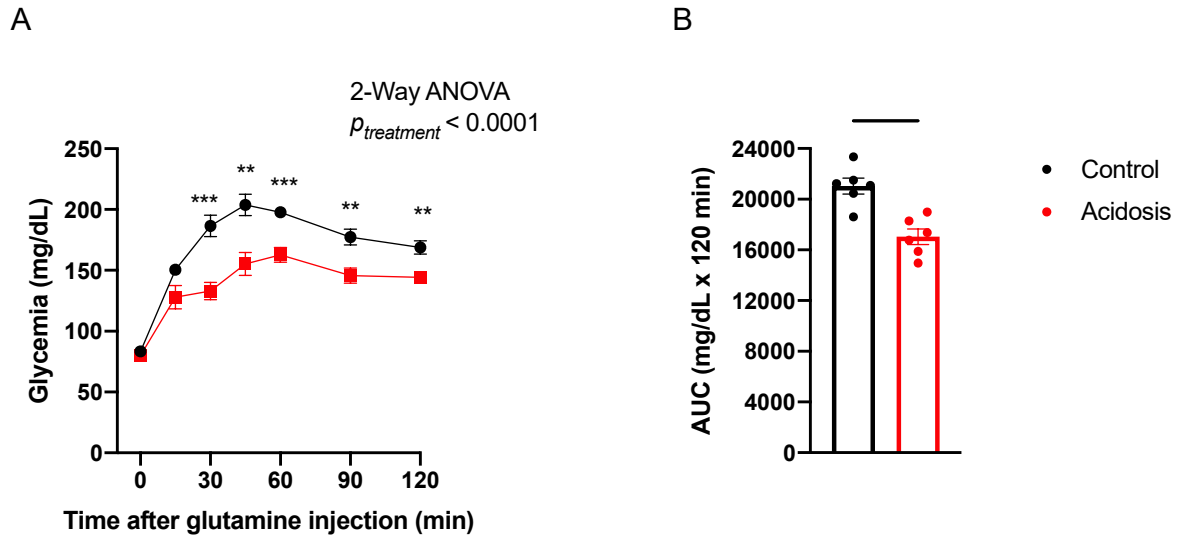 A
B
2-Way ANOVA
p treatment < 0.0001
250
200
150
100
50
0
Glycemia (mg/dL)
***
**
***
**
**
0 30 60 90 120
Time after glutamine injection (min)
24000
20000
16000
12000
8000
4000
0
AUC (mg/dL x 120 min)
Control
Acidosis